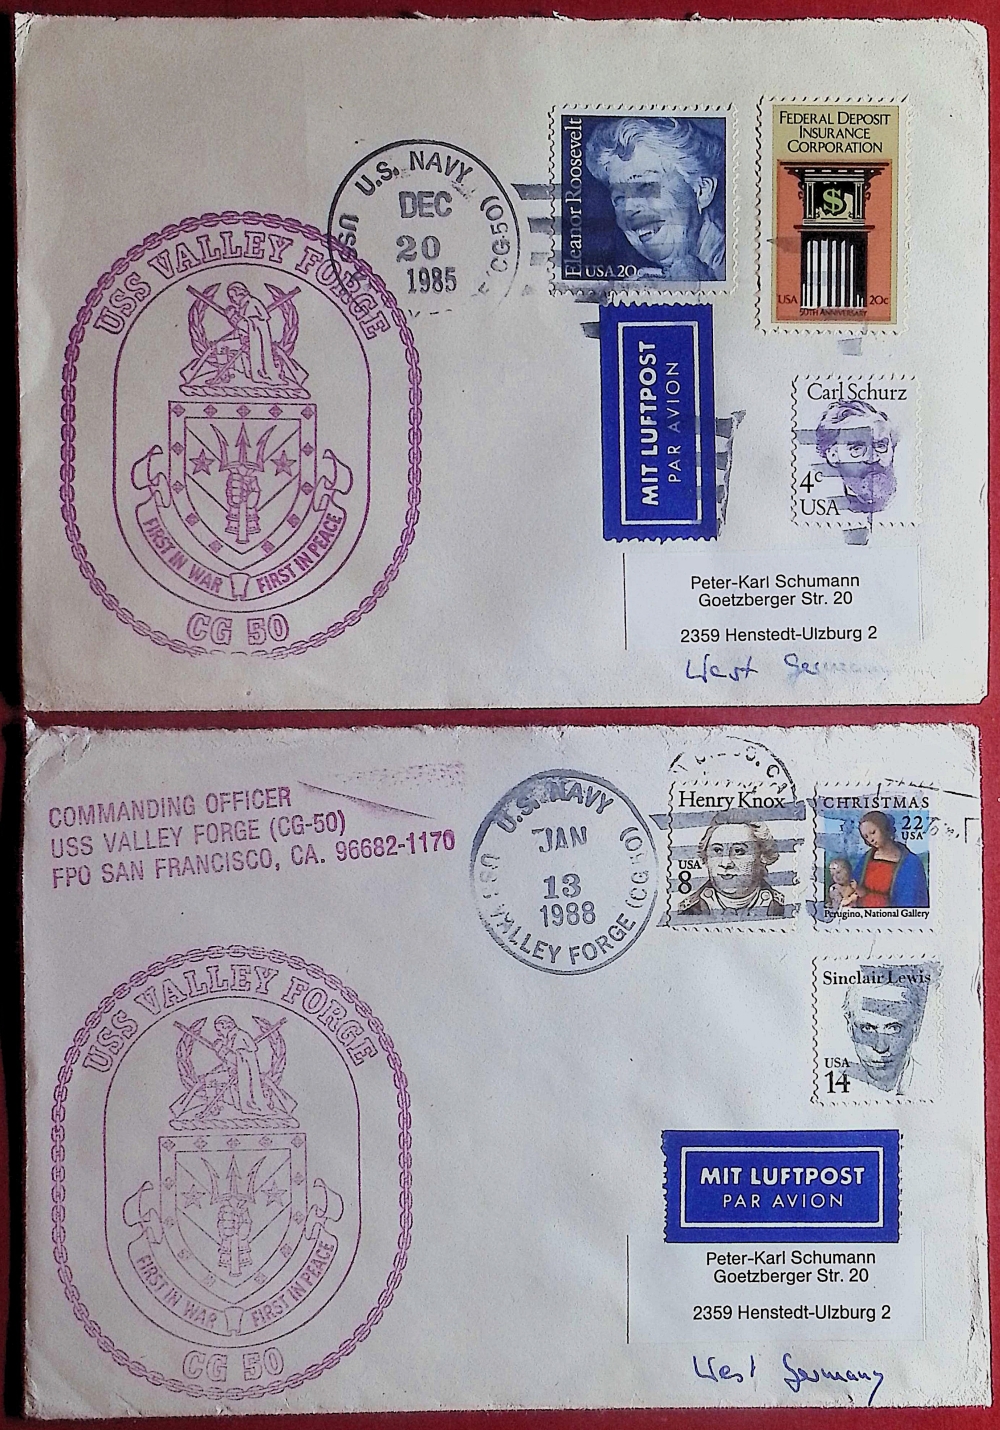 USS VALLEY FORGE
FIRST IN WAR FIRST IN PEACE
CG 50
U.S. NAVY
DEC
20
1985
USS (CG-50)
Eleanor Roosevelt
USA 20c
FEDERAL DEPOSIT
INSURANCE
CORPORATION
$
USA 20c
50TH ANNIVERSARY
MIT LUFTPOST
PAR AVION
Carl Schurz
4c
USA
Peter-Karl Schumann
Goetzberger Str. 20
2359 Henstedt-Ulzburg 2
West Germany
COMMANDING OFFICER
USS VALLEY FORGE (CG-50)
FPO SAN FRANCISCO, CA. 96682-1170
USS VALLEY FORGE
FIRST IN WAR FIRST IN PEACE
CG 50
U.S. NAVY
JAN
13
1988
USS VALLEY FORGE (CG 50)
Henry Knox
USA
8
CHRISTMAS
22
USA
Perugino, National Gallery
Sinclair Lewis
USA
14
MIT LUFTPOST
PAR AVION
Peter-Karl Schumann
Goetzberger Str. 20
2359 Henstedt-Ulzburg 2
West Germany